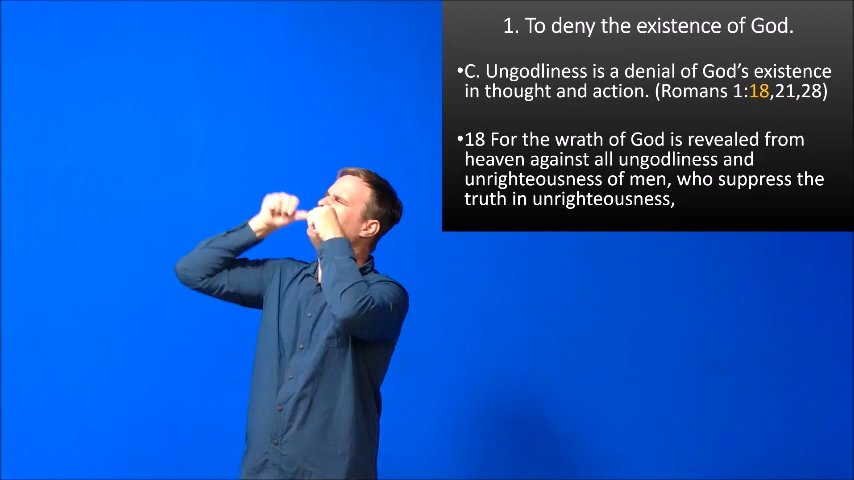 1. To deny the existence of God.
•C. Ungodliness is a denial of God’s existence
in thought and action. (Romans 1:18,21,28)
•18 For the wrath of God is revealed from
heaven against all ungodliness and
unrighteousness of men, who suppress the
truth in unrighteousness,